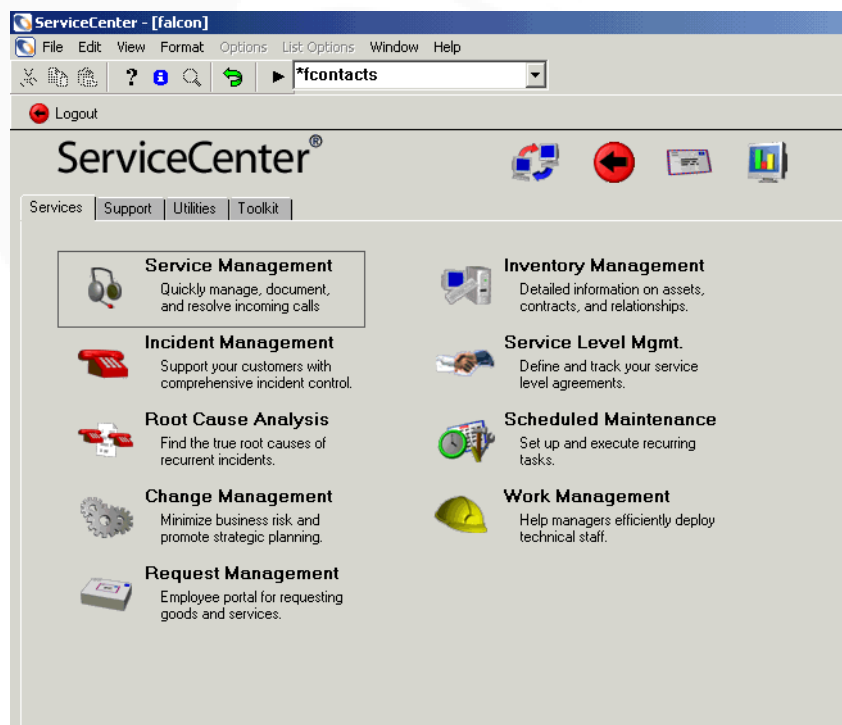 ServiceCenter - [falcon]
File Edit View Format Options List Options Window Help
? *fcontacts
Logout
ServiceCenter®
Services Support Utilities Toolkit
Service Management
Quickly manage, document,
and resolve incoming calls
Incident Management
Support your customers with
comprehensive incident control.
Root Cause Analysis
Find the true root causes of
recurrent incidents.
Change Management
Minimize business risk and
promote strategic planning.
Request Management
Employee portal for requesting
goods and services.
Inventory Management
Detailed information on assets,
contracts, and relationships.
Service Level Mgmt.
Define and track your service
level agreements.
Scheduled Maintenance
Set up and execute recurring
tasks.
Work Management
Help managers efficiently deploy
technical staff.